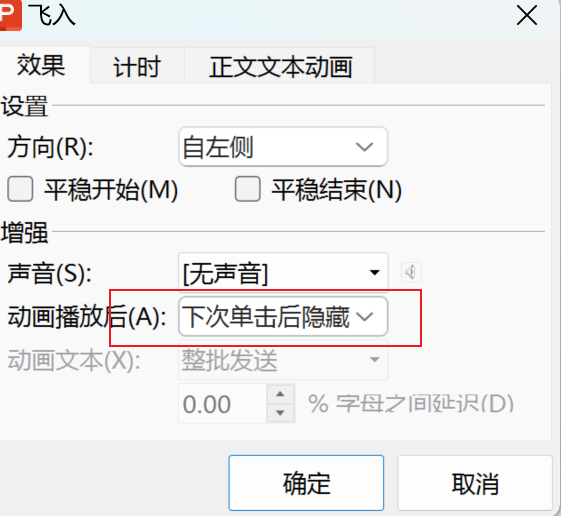 P 飞入
效果 计时 正文文本动画
设置
方向(R): 自左侧
平稳开始(M) 平稳结束(N)
增强
声音(S): [无声音]
动画播放后(A): 下次单击后隐藏
动画文本(X): 整批发送
0.00 % 字母之间延迟(D)
确定 取消